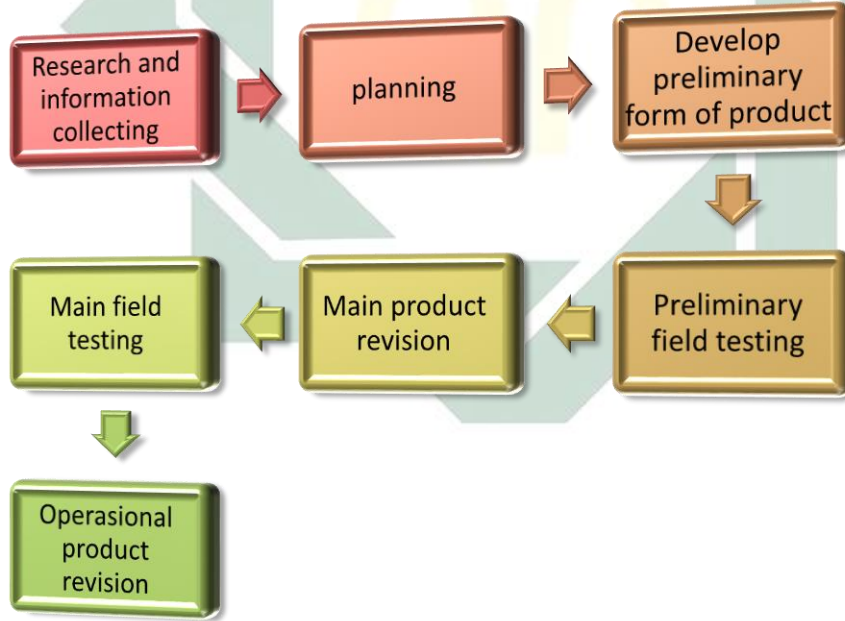 Research and
information
collecting
planning
Develop
preliminary
form of product
Preliminary
field testing
Main product
revision
Main field
testing
Operasional
product
revision